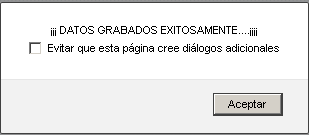 ¡¡¡ DATOS GRABADOS EXITOSAMENTE....¡¡¡¡
Evitar que esta página cree diálogos adicionales
Aceptar